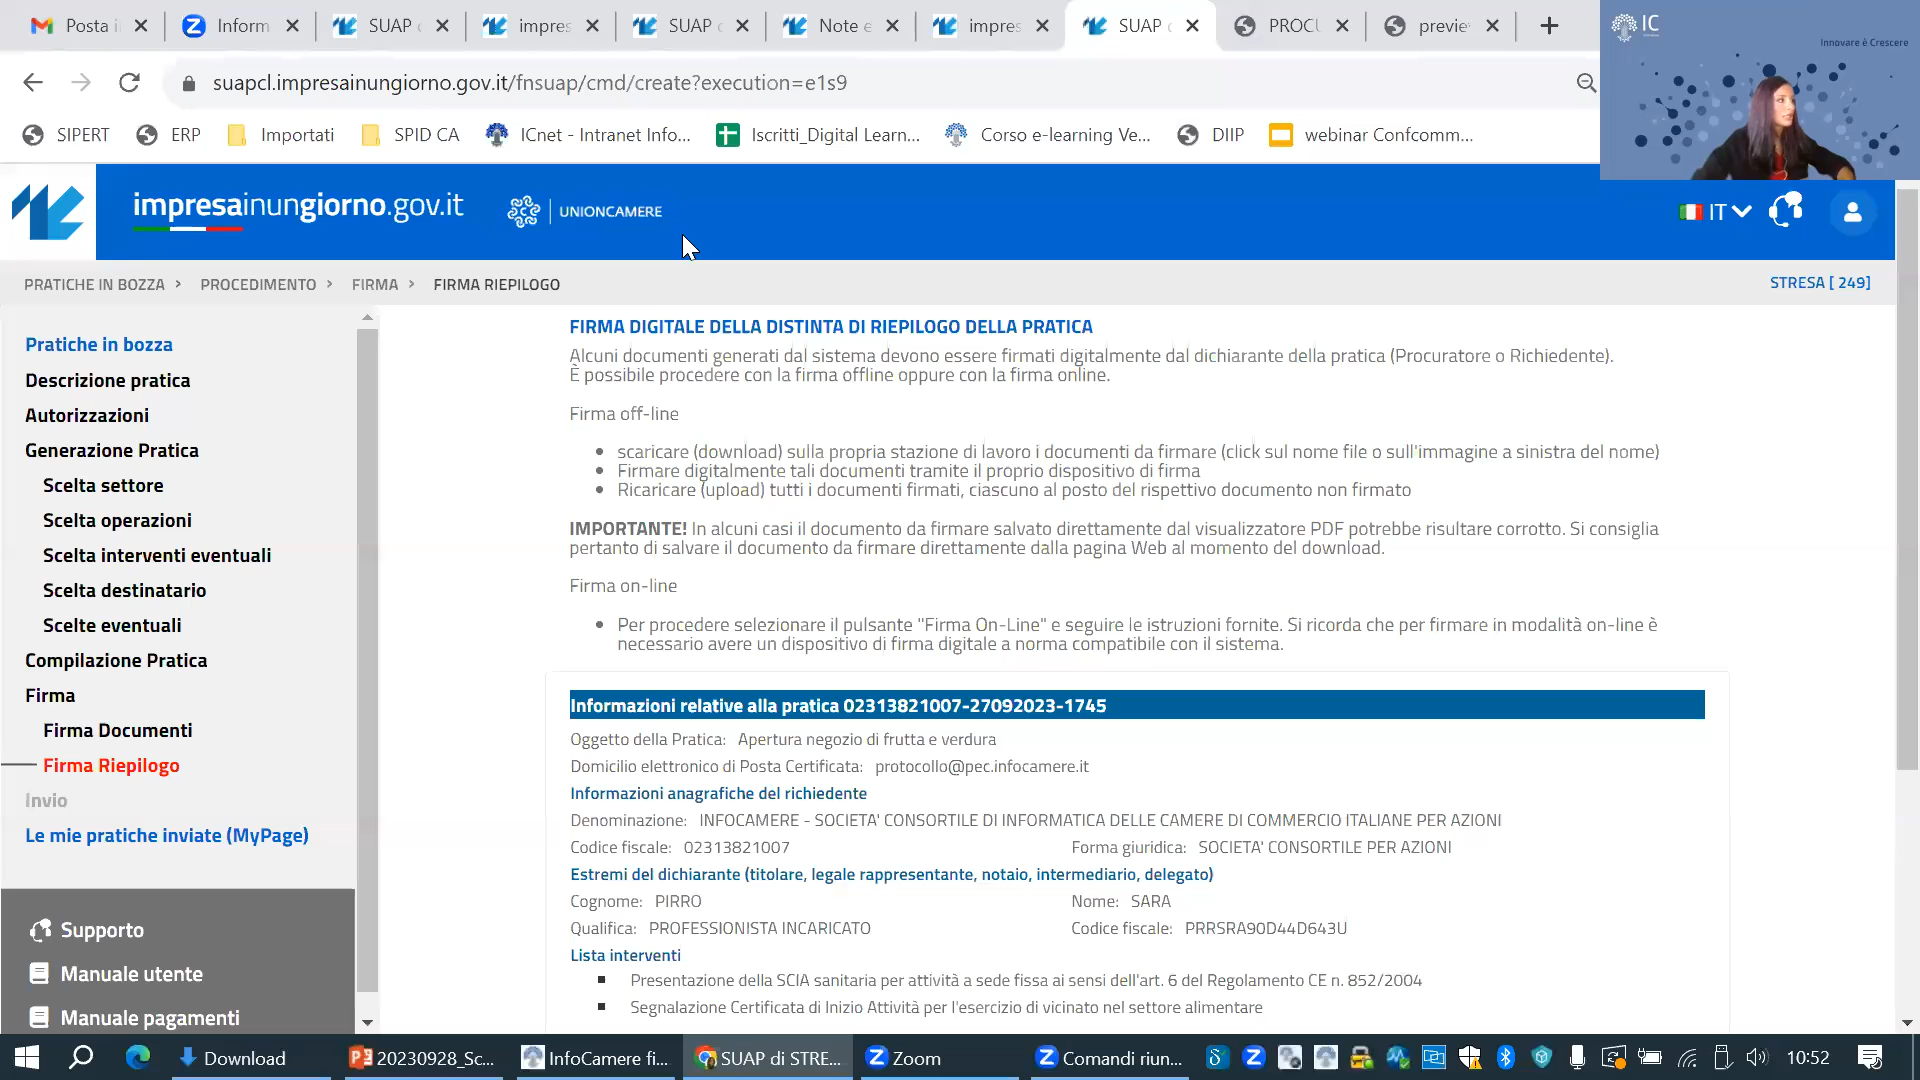 Posta i
Inform
SUAP
impres
SUAP
Note e
impres
SUAP
PROCU
previe
suapcl.impresainungiorno.gov.it/fnsuap/cmd/create?execution=e1s9
SIPERT
ERP
Importati
SPID CA
ICnet - Intranet Info...
Iscritti_Digital Learn...
Corso e-learning Ve...
DIIP
webinar Confcomm...
IC
Innovare è Crescere
impresainungiorno.gov.it
UNIONCAMERE
IT
PRATICHE IN BOZZA > PROCEDIMENTO > FIRMA > FIRMA RIEPILOGO
STRESA [ 249]
Pratiche in bozza
Descrizione pratica
Autorizzazioni
Generazione Pratica
Scelta settore
Scelta operazioni
Scelta interventi eventuali
Scelta destinatario
Scelte eventuali
Compilazione Pratica
Firma
Firma Documenti
Firma Riepilogo
Invio
Le mie pratiche inviate (MyPage)
Supporto
Manuale utente
Manuale pagamenti
FIRMA DIGITALE DELLA DISTINTA DI RIEPILOGO DELLA PRATICA
Alcuni documenti generati dal sistema devono essere firmati digitalmente dal dichiarante della pratica (Procuratore o Richiedente).
È possibile procedere con la firma offline oppure con la firma online.
Firma off-line
• scaricare (download) sulla propria stazione di lavoro i documenti da firmare (click sul nome file o sull'immagine a sinistra del nome)
• Firmare digitalmente tali documenti tramite il proprio dispositivo di firma
• Ricaricare (upload) tutti i documenti firmati, ciascuno al posto del rispettivo documento non firmato
IMPORTANTE! In alcuni casi il documento da firmare salvato direttamente dal visualizzatore PDF potrebbe risultare corrotto. Si consiglia
pertanto di salvare il documento da firmare direttamente dalla pagina Web al momento del download.
Firma on-line
• Per procedere selezionare il pulsante "Firma On-Line" e seguire le istruzioni fornite. Si ricorda che per firmare in modalità on-line è
necessario avere un dispositivo di firma digitale a norma compatibile con il sistema.
Informazioni relative alla pratica 02313821007-27092023-1745
Oggetto della Pratica: Apertura negozio di frutta e verdura
Domicilio elettronico di Posta Certificata: protocollo@pec.infocamere.it
Informazioni anagrafiche del richiedente
Denominazione: INFOCAMERE - SOCIETA' CONSORTILE DI INFORMATICA DELLE CAMERE DI COMMERCIO ITALIANE PER AZIONI
Codice fiscale: 02313821007 Forma giuridica: SOCIETA' CONSORTILE PER AZIONI
Estremi del dichiarante (titolare, legale rappresentante, notaio, intermediario, delegato)
Cognome: PIRRO Nome: SARA
Qualifica: PROFESSIONISTA INCARICATO Codice fiscale: PRRSRA90D44D643U
Lista interventi
▪ Presentazione della SCIA sanitaria per attività a sede fissa ai sensi dell'art. 6 del Regolamento CE n. 852/2004
▪ Segnalazione Certificata di Inizio Attività per l'esercizio di vicinato nel settore alimentare
Download
20230928_Sc...
InfoCamere fi...
SUAP di STRE...
Zoom
Comandi riun...
10:52